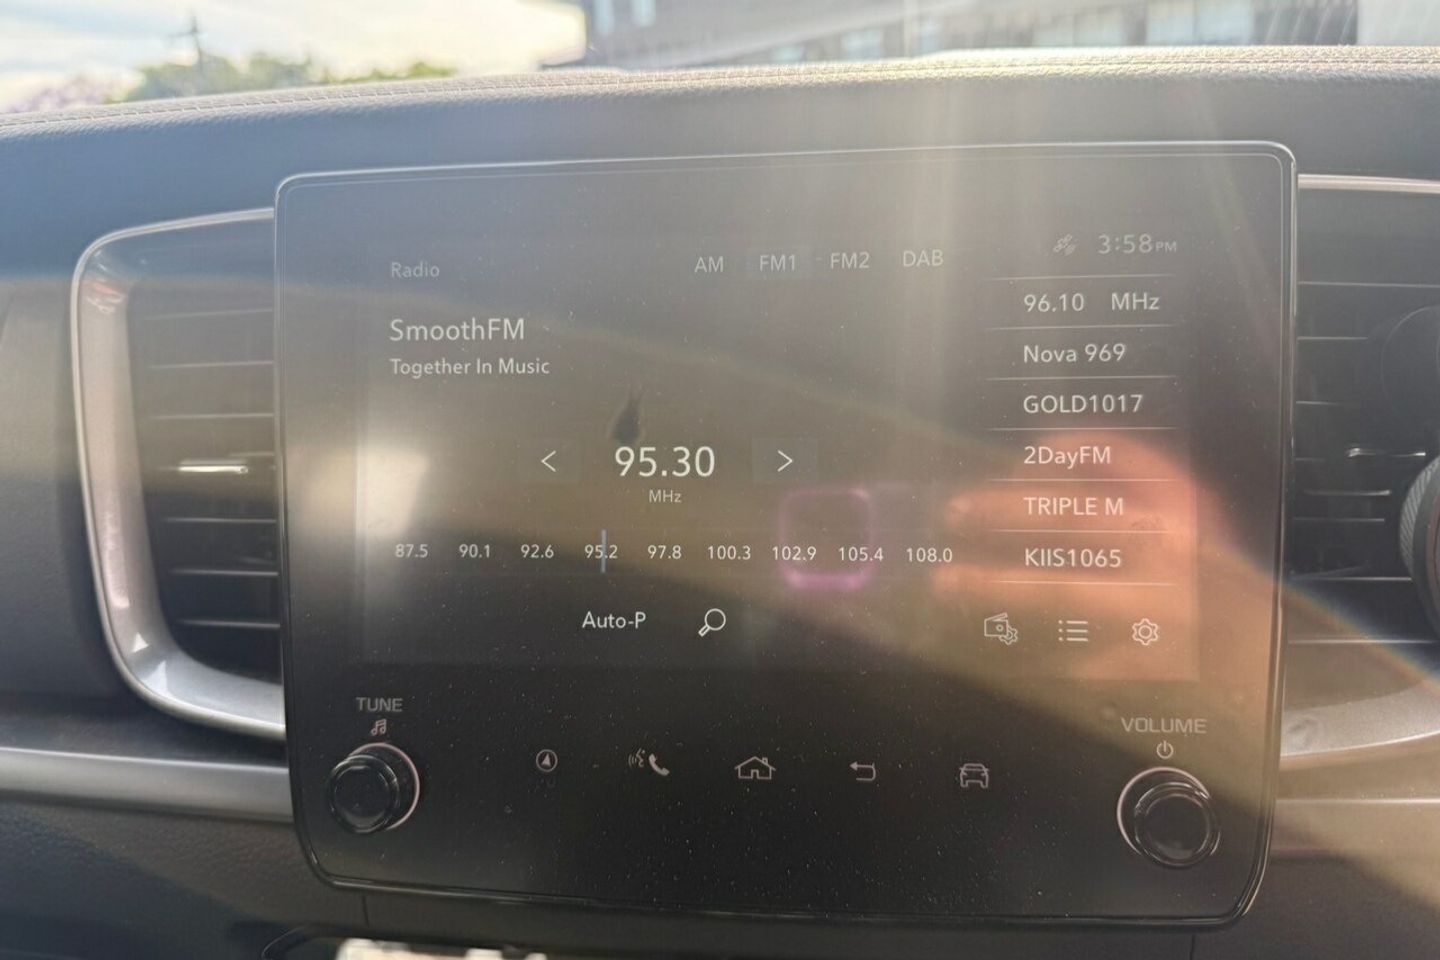 Radio
AM FM1 FM2 DAB
3:58PM
SmoothFM
Together In Music
96.10 MHz
Nova 969
GOLD1017
2DayFM
TRIPLE M
KIIS1065
< 95.30 >
MHz
87.5 90.1 92.6 95.2 97.8 100.3 102.9 105.4 108.0
Auto-P
TUNE
VOLUME